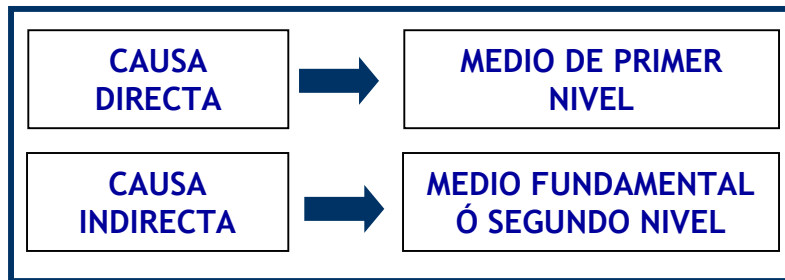 CAUSA
DIRECTA
MEDIO DE PRIMER
NIVEL
CAUSA
INDIRECTA
MEDIO FUNDAMENTAL
Ó SEGUNDO NIVEL